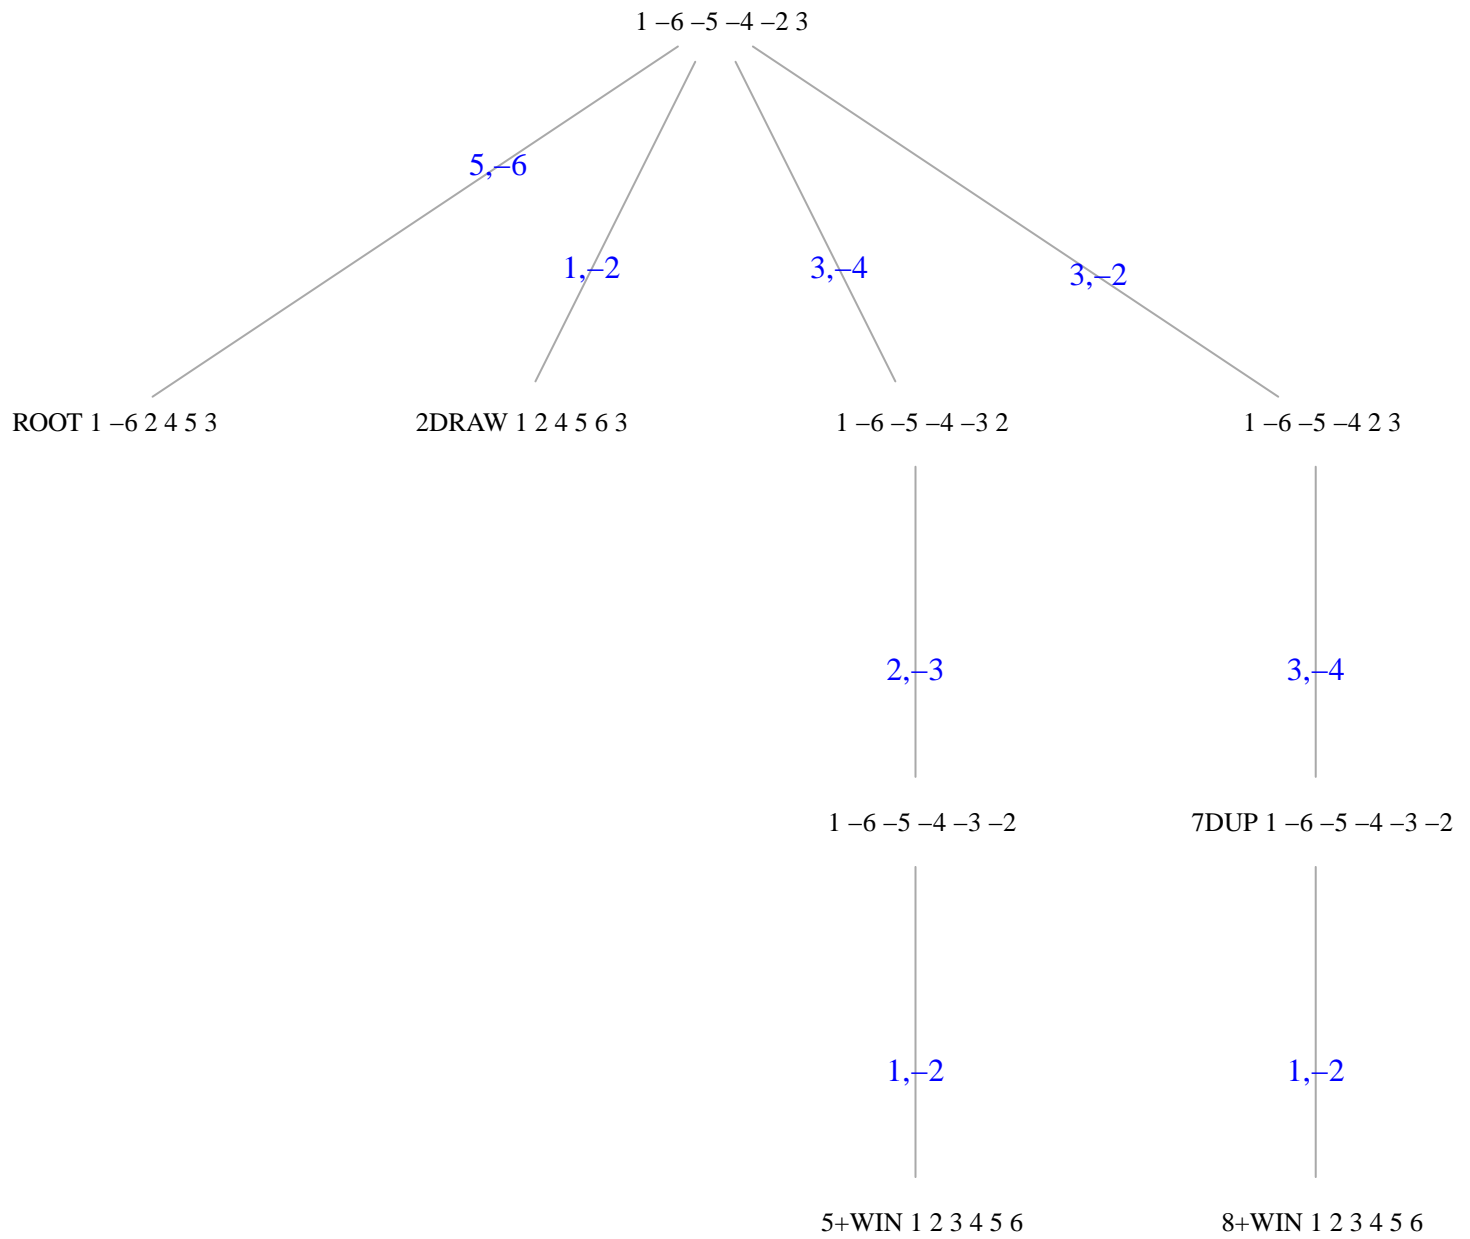 1 –6 –5 –4 –2 3
5,–6
1,–2
3,–4
3,–2
ROOT 1 –6 2 4 5 3
2DRAW 1 2 4 5 6 3
1 –6 –5 –4 –3 2
1 –6 –5 –4 2 3
2,–3
3,–4
1 –6 –5 –4 –3 –2
7DUP 1 –6 –5 –4 –3 –2
1,–2
1,–2
5+WIN 1 2 3 4 5 6
8+WIN 1 2 3 4 5 6